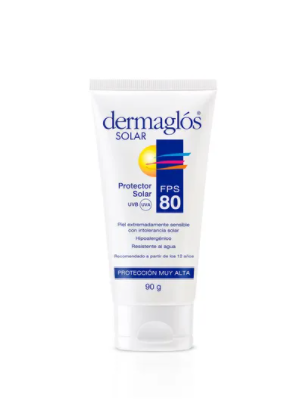 dermaglós®
SOLAR
Protector
Solar
UVB UVA
FPS
80
Piel extremadamente sensible
con intolerancia solar
Hipoalergénico
Resistente al agua
Recomendado a partir de los 12 años
PROTECCIÓN MUY ALTA
90 g